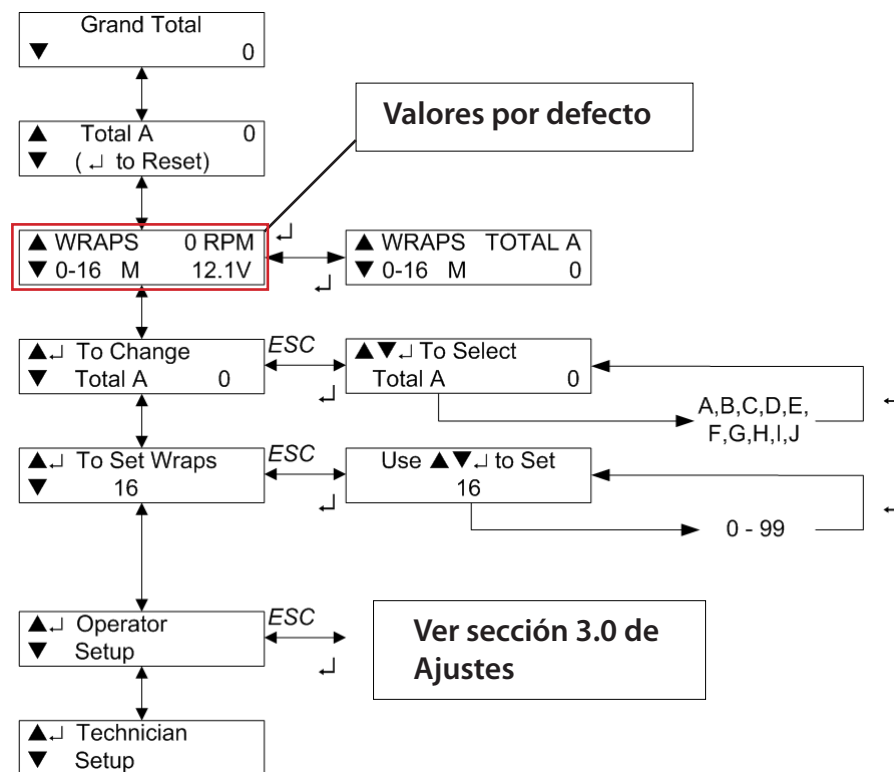 Grand Total
▼ 0
Valores por defecto
▲ Total A 0
▼ ( ↵ to Reset)
▲ WRAPS 0 RPM
▼ 0-16 M 12.1V
↵
↵
▲ WRAPS TOTAL A
▼ 0-16 M 0
▲↵ To Change
▼ Total A 0
ESC
↵
▲▼↵ To Select
Total A 0
A,B,C,D,E,
F,G,H,I,J
↵
▲↵ To Set Wraps
▼ 16
ESC
↵
Use ▲▼↵ to Set
16
0 - 99
↵
▲↵ Operator
▼ Setup
ESC
↵
Ver sección 3.0 de
Ajustes
▲↵ Technician
▼ Setup